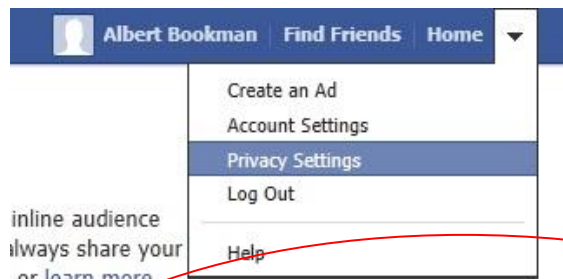 Albert Bookman Find Friends Home
Create an Ad
Account Settings
Privacy Settings
Log Out
inline audience
always share your
Help
or learn more